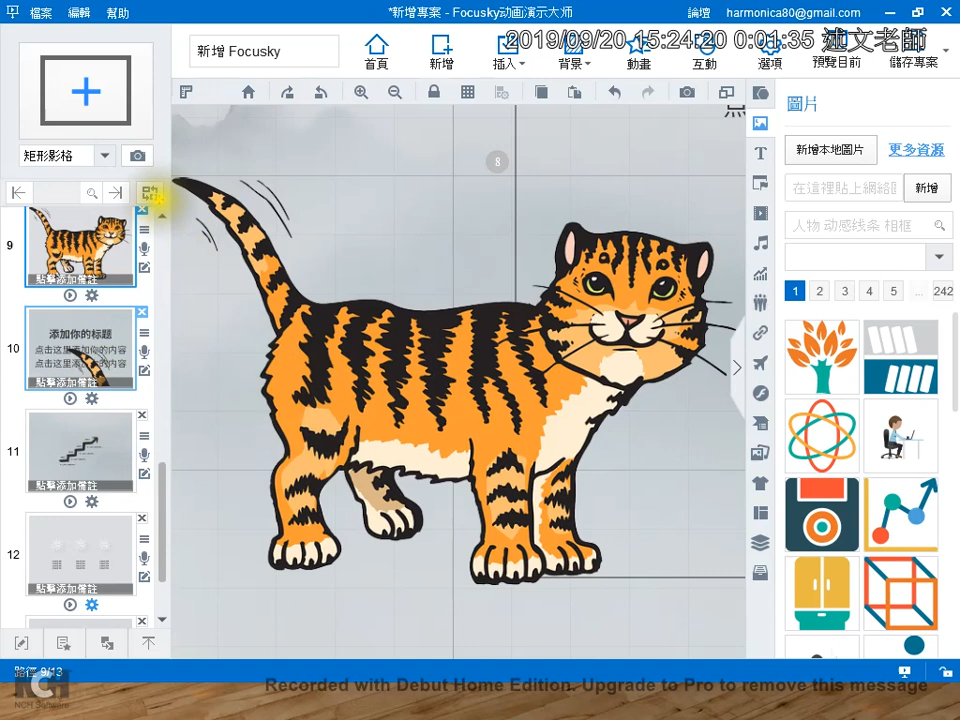 檔案 編輯 幫助
*新增專案 - Focusky动画演示大师
論壇 harmonica80@gmail.com
2019/09/20 15:24:20 0:01:35 述文老師
新增 Focusky
首頁 新增 插入 背景 動畫 互動 選項 預覽目前 儲存專案
矩形影格
圖片
新增本地圖片 更多資源
在這裡貼上網絡圖 新增
人物 动感线条 相框
1 2 3 4 5 ... 242
8
9
點擊添加備註
10
添加你的标题
点击这里添加你的内容
点击这里添加你的内容
點擊添加備註
11
點擊添加備註
12
點擊添加備註
路徑 9/13
NCH
NCH Software
Recorded with Debut Home Edition. Upgrade to Pro to remove this message